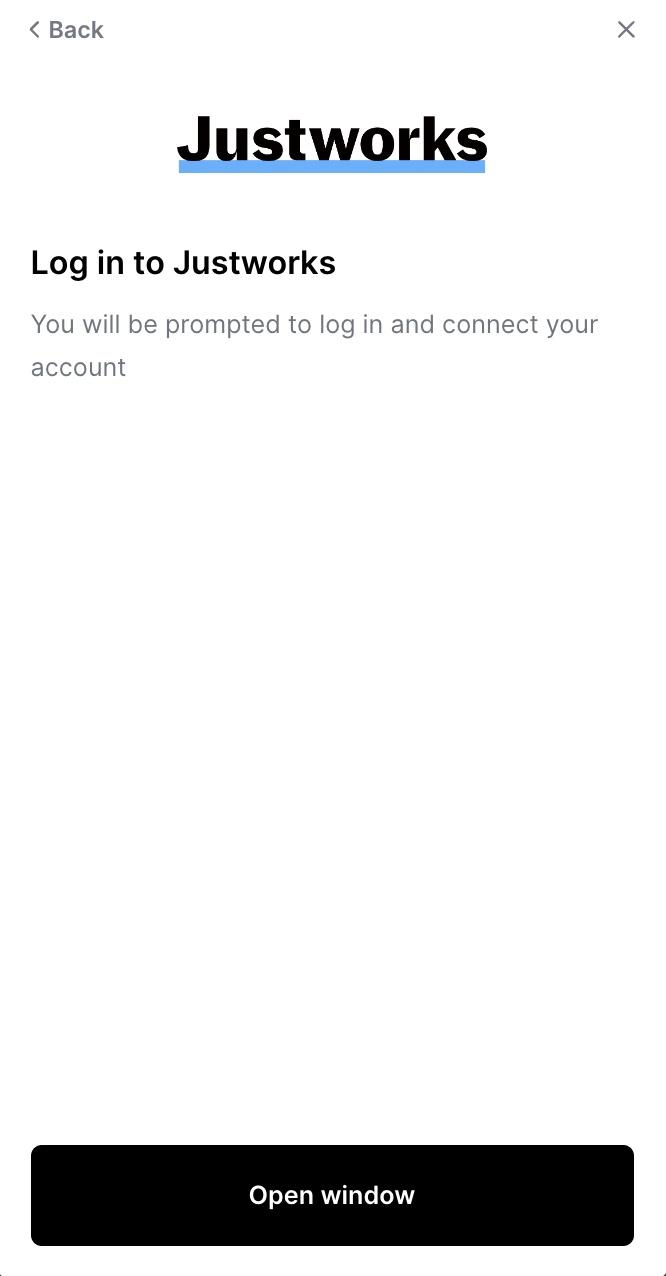 Back
Justworks
Log in to Justworks
You will be prompted to log in and connect your
account
Open window